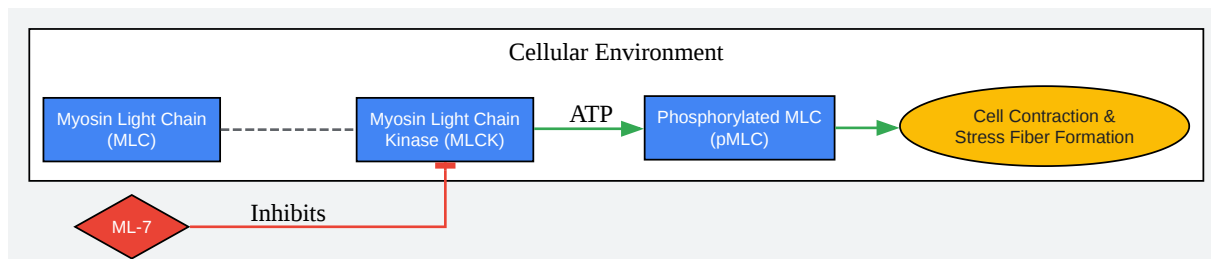 Cellular Environment
Myosin Light Chain
(MLC)
Myosin Light Chain
Kinase (MLCK)
ATP
Phosphorylated MLC
(pMLC)
Cell Contraction &
Stress Fiber Formation
ML-7
Inhibits